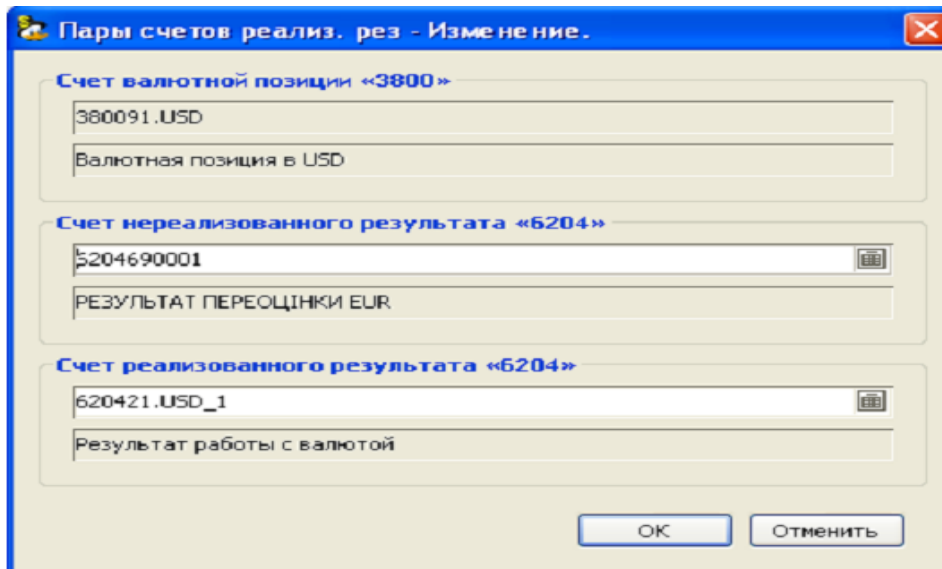 Пары счетов реализ. рез - Изменение.
Счет валютной позиции «3800»
380091.USD
Валютная позиция в USD
Счет нереализованного результата «6204»
6204690001
РЕЗУЛЬТАТ ПЕРЕОЦІНКИ EUR
Счет реализованного результата «6204»
620421.USD_1
Результат работы с валютой
ОК
Отменить